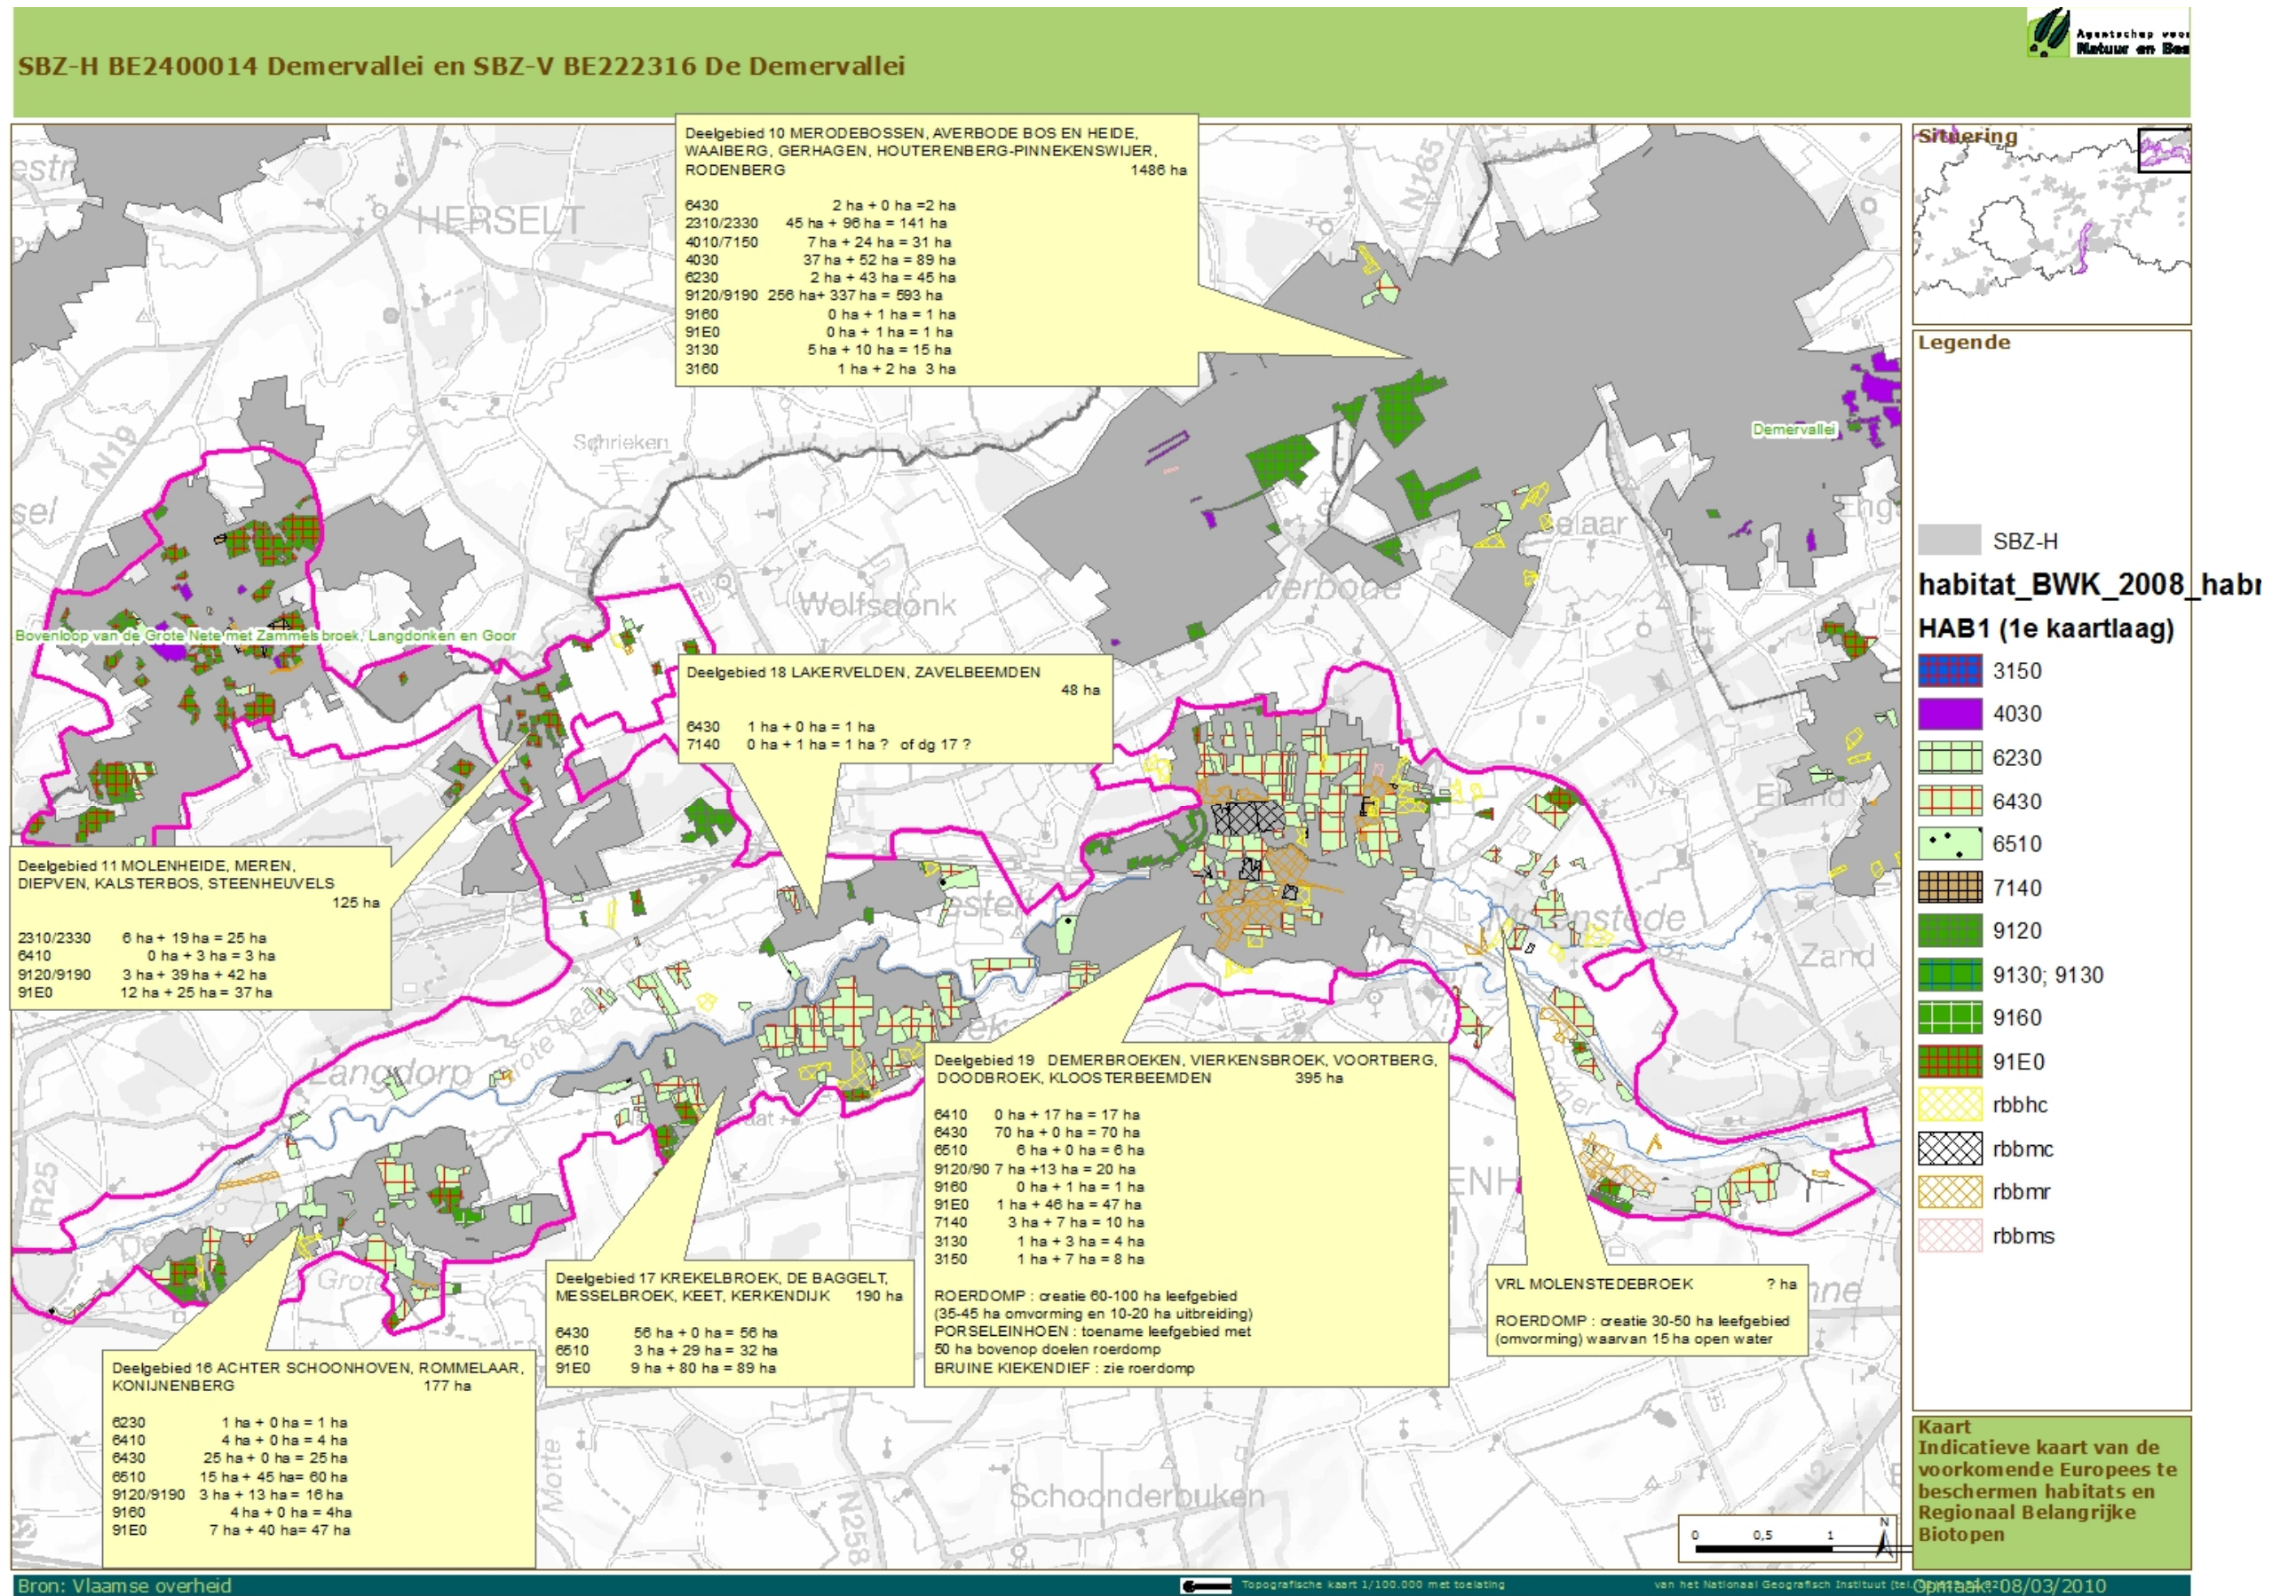 SBZ-H BE2400014 Demervallei en SBZ-V BE222316 De Demervallei
Agentschap voor
Natuur en Bos
Deelgebied 10 MERODEBOSSEN, AVERBODE BOS EN HEIDE,
WAAIBERG, GERHAGEN, HOUTERENBERG-PINNEKENSWIJER,
RODENBERG 1486 ha
6430 2 ha + 0 ha =2 ha
2310/2330 45 ha + 96 ha = 141 ha
4010/7150 7 ha + 24 ha = 31 ha
4030 37 ha + 52 ha = 89 ha
6230 2 ha + 43 ha = 45 ha
9120/9190 256 ha+ 337 ha = 593 ha
9160 0 ha + 1 ha = 1 ha
91E0 0 ha + 1 ha = 1 ha
3130 5 ha + 10 ha = 15 ha
3160 1 ha + 2 ha 3 ha
HERSELT
N165
N19
Schrieken
Wolfsdonk
Demervallei
Bovenloop van de Grote Nete met Zammelsbroek, Langdonken en Goor
Deelgebied 18 LAKERVELDEN, ZAVELBEEMDEN
48 ha
6430 1 ha + 0 ha = 1 ha
7140 0 ha + 1 ha = 1 ha ? of dg 17 ?
Deelgebied 11 MOLENHEIDE, MEREN,
DIEPVEN, KALSTERBOS, STEENHEUVELS
125 ha
2310/2330 6 ha + 19 ha = 25 ha
6410 0 ha + 3 ha = 3 ha
9120/9190 3 ha + 39 ha + 42 ha
91E0 12 ha + 25 ha = 37 ha
Molenstede
Zand
Langdorp
Grote
R25
Deelgebied 19 DEMERBROEKEN, VIERKENSBROEK, VOORTBERG,
DOODBROEK, KLOOSTERBEEMDEN 395 ha
6410 0 ha + 17 ha = 17 ha
6430 70 ha + 0 ha = 70 ha
6510 6 ha + 0 ha = 6 ha
9120/90 7 ha +13 ha = 20 ha
9160 0 ha + 1 ha = 1 ha
91E0 1 ha + 46 ha = 47 ha
7140 3 ha + 7 ha = 10 ha
3130 1 ha + 3 ha = 4 ha
3150 1 ha + 7 ha = 8 ha
ROERDOMP : creatie 60-100 ha leefgebied
(35-45 ha omvorming en 10-20 ha uitbreiding)
PORSELEINHOEN : toename leefgebied met
50 ha bovenop doelen roerdomp
BRUINE KIEKENDIEF : zie roerdomp
Deelgebied 17 KREKELBROEK, DE BAGGELT,
MESSELBROEK, KEET, KERKENDIJK 190 ha
6430 56 ha + 0 ha = 56 ha
6510 3 ha + 29 ha = 32 ha
91E0 9 ha + 80 ha = 89 ha
VRL MOLENSTEDEBROEK ? ha
ROERDOMP : creatie 30-50 ha leefgebied
(omvorming) waarvan 15 ha open water
Deelgebied 16 ACHTER SCHOONHOVEN, ROMMELAAR,
KONIJNENBERG 177 ha
6230 1 ha + 0 ha = 1 ha
6410 4 ha + 0 ha = 4 ha
6430 25 ha + 0 ha = 25 ha
6510 15 ha + 45 ha= 60 ha
9120/9190 3 ha + 13 ha = 16 ha
9160 4 ha + 0 ha = 4ha
91E0 7 ha + 40 ha= 47 ha
Motte
N258
Schoonderbuken
N2
0 0,5 1
N
Situering
Legende
SBZ-H
habitat_BWK_2008_habr
HAB1 (1e kaartlaag)
3150
4030
6230
6430
6510
7140
9120
9130; 9130
9160
91E0
rbbhc
rbbmc
rbbmr
rbbms
Kaart
Indicatieve kaart van de
voorkomende Europees te
beschermen habitats en
Regionaal Belangrijke
Biotopen
Bron: Vlaamse overheid
Topografische kaart 1/100.000 met toelating van het Nationaal Geografisch Instituut (tel.
Opmaak: 08/03/2010